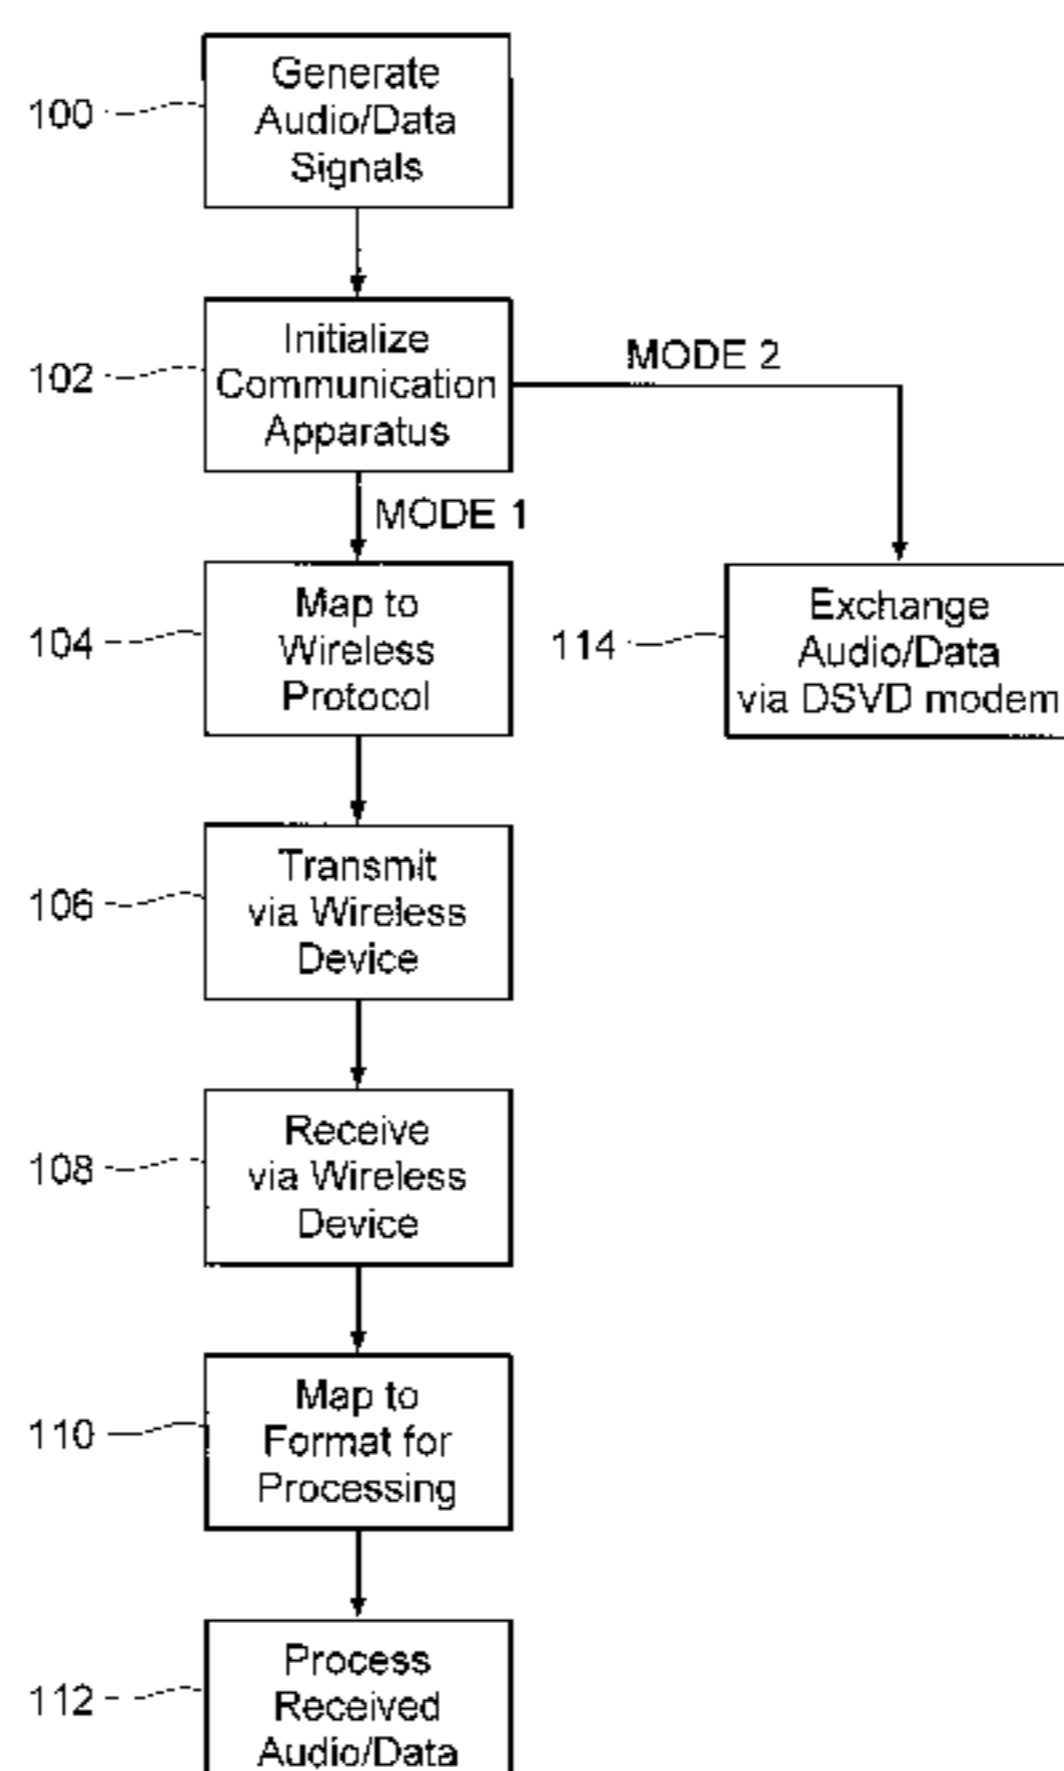 100
Generate
Audio/Data
Signals
102
Initialize
Communication
Apparatus
MODE 2
MODE 1
104
Map to
Wireless
Protocol
114
Exchange
Audio/Data
via DSVD modem
106
Transmit
via Wireless
Device
108
Receive
via Wireless
Device
110
Map to
Format for
Processing
112
Process
Received
Audio/Data